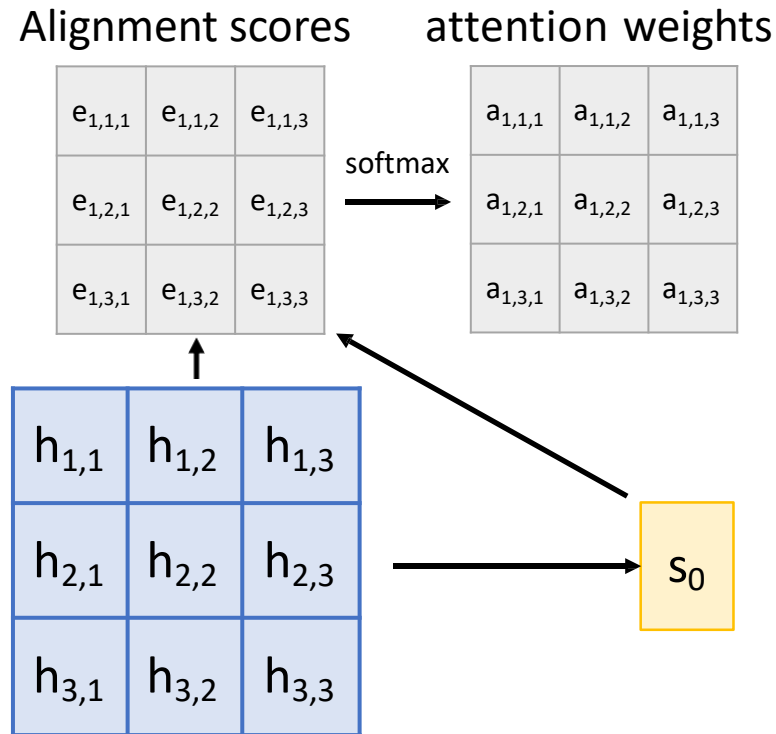 Alignment scores attention weights
e1,1,1 e1,1,2 e1,1,3 a1,1,1 a1,1,2 a1,1,3
softmax
e1,2,1 e1,2,2 e1,2,3 a1,2,1 a1,2,2 a1,2,3
e1,3,1 e1,3,2 e1,3,3 a1,3,1 a1,3,2 a1,3,3
h1,1 h1,2 h1,3
h2,1 h2,2 h2,3 s0
h3,1 h3,2 h3,3